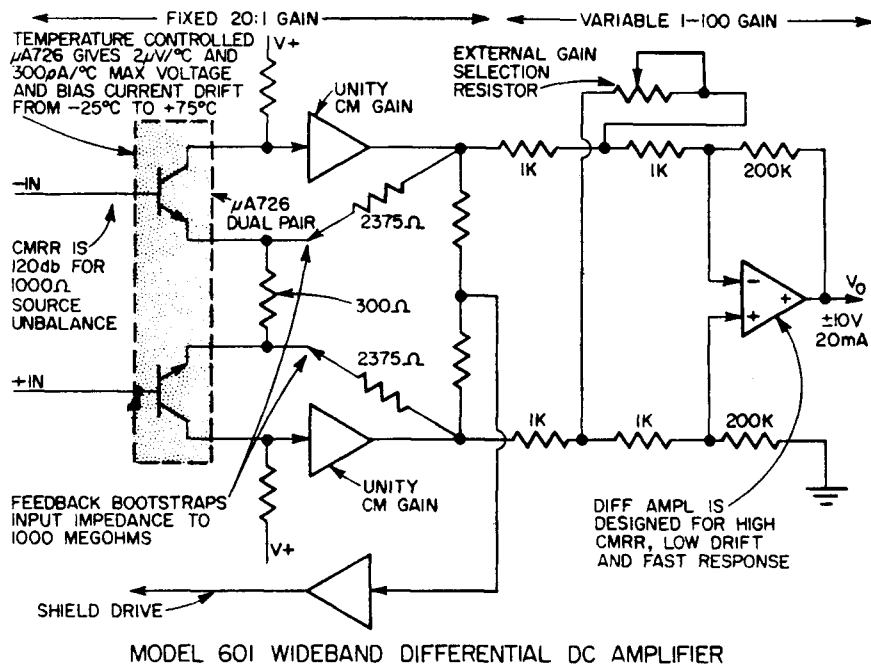 FIXED 20:1 GAIN
VARIABLE 1-100 GAIN
TEMPERATURE CONTROLLED
µA726 GIVES 2µV/°C AND
300pA/°C MAX VOLTAGE
AND BIAS CURRENT DRIFT
FROM -25°C TO +75°C
V+
UNITY
CM GAIN
EXTERNAL GAIN
SELECTION
RESISTOR
1K
1K
200K
-IN
µA726
DUAL PAIR
2375Ω
CMRR IS
120db FOR
1000Ω
SOURCE
UNBALANCE
300Ω
-
+
+
Vo
±10V
20mA
2375Ω
+IN
1K
1K
200K
UNITY
CM GAIN
FEEDBACK BOOTSTRAPS
INPUT IMPEDANCE TO
1000 MEGOHMS
V+
DIFF AMPL IS
DESIGNED FOR HIGH
CMRR, LOW DRIFT
AND FAST RESPONSE
SHIELD DRIVE
MODEL 601 WIDEBAND DIFFERENTIAL DC AMPLIFIER